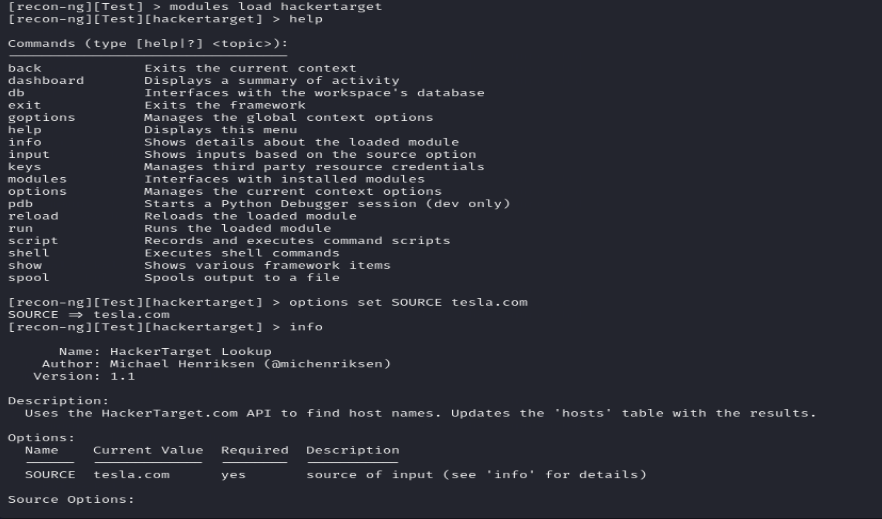 [recon-ng][Test] > modules load hackertarget
[recon-ng][Test][hackertarget] > help
Commands (type [help|?] <topic>):
back Exits the current context
dashboard Displays a summary of activity
db Interfaces with the workspace's database
exit Exits the framework
goptions Manages the global context options
help Displays this menu
info Shows details about the loaded module
input Shows inputs based on the source option
keys Manages third party resource credentials
modules Interfaces with installed modules
options Manages the current context options
pdb Starts a Python Debugger session (dev only)
reload Reloads the loaded module
run Runs the loaded module
script Records and executes command scripts
shell Executes shell commands
show Shows various framework items
spool Spools output to a file
[recon-ng][Test][hackertarget] > options set SOURCE tesla.com
SOURCE ⇒ tesla.com
[recon-ng][Test][hackertarget] > info
Name: HackerTarget Lookup
Author: Michael Henriksen (@michenriksen)
Version: 1.1
Description:
Uses the HackerTarget.com API to find host names. Updates the 'hosts' table with the results.
Options:
Name Current Value Required Description
SOURCE tesla.com yes source of input (see 'info' for details)
Source Options: